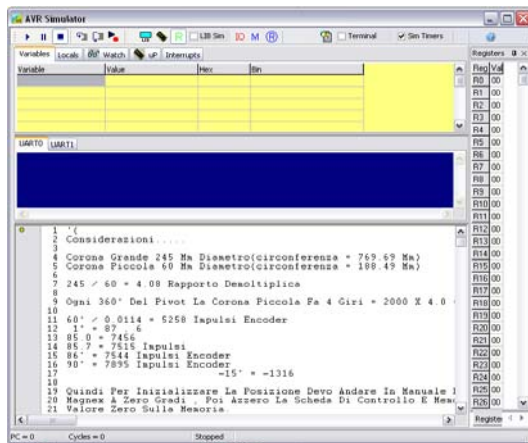 AVR Simulator
LIB Sim IO M R Terminal Sim Timers
Variables Locals Watch uP Interrupts
Variable Value Hex Bin
UART0 UART1
1 '(
2 Considerazioni.....
3
4 Corona Grande 245 Mm Diametro(circonferenza = 769.69 Mm)
5 Corona Piccola 60 Mm Diametro(circonferenza = 188.49 Mm)
6
7 245 / 60 = 4.08 Rapporto Demoltiplica
8
9 Ogni 360° Del Pivot La Corona Piccola Fa 4 Giri = 2000 X 4.0
10
11 60' / 0.0114 = 5258 Impulsi Encoder
12 1° = 87 , 6
13 85.0 = 7456
14 85.7 = 7515 Impulsi
15 86° = 7544 Impulsi Encoder
16 90° = 7895 Impulsi Encoder
17 -15° = -1316
18
19 Quindi Per Inizializzare La Posizione Devo Andare In Manuale
20 Magnex A Zero Gradi , Poi Azzero La Scheda Di Controllo E
21 Valore Zero Sulla Memoria
Registers
Reg Val
R0 00
R1 00
R2 00
R3 00
R4 00
R5 00
R6 00
R7 00
R8 00
R9 00
R10 00
R11 00
R12 00
R13 00
R14 00
R15 00
R16 00
R17 00
R18 00
R19 00
R20 00
R21 00
R22 00
R23 00
R24 00
R25 00
R26 00
Registe
PC = 0 Cycles = 0 Stopped